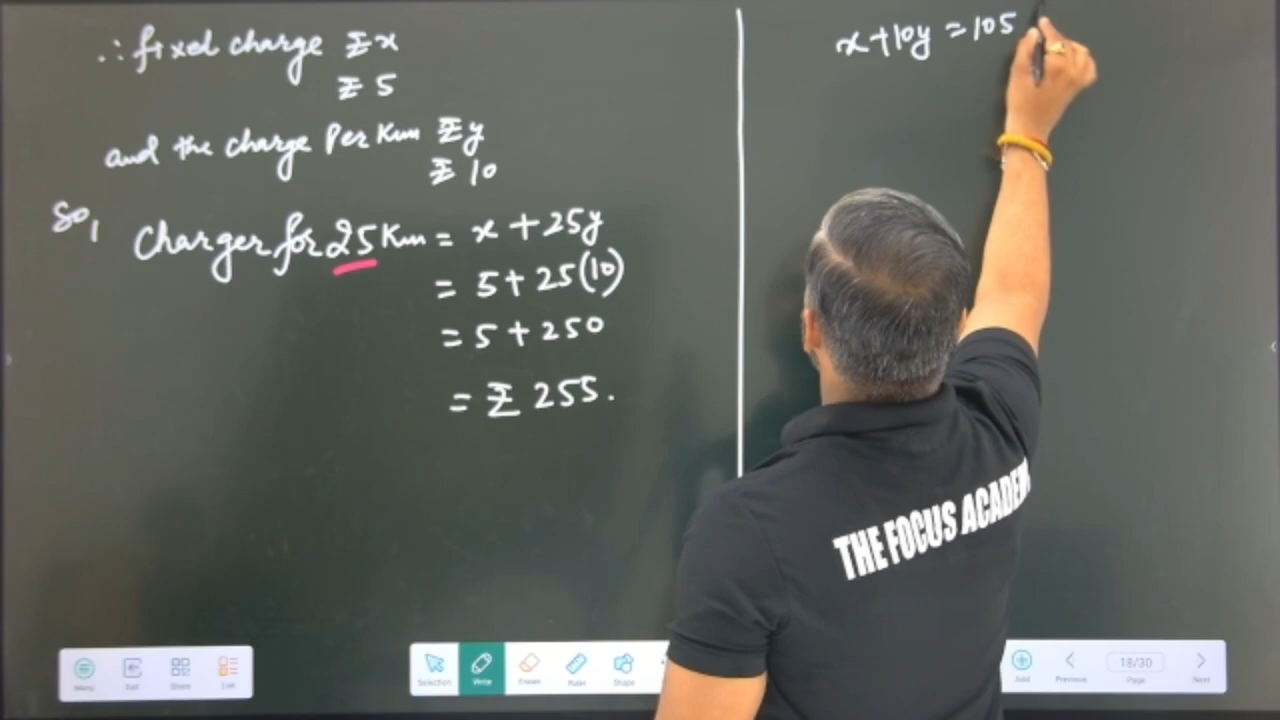 ∴ fixed charge ₹ x
₹ 5
and the charge Per Km ₹ y
₹ 10
So,
Charger for 25 Km = x + 25y
= 5 + 25(10)
= 5 + 250
= ₹ 255.
x + 10y = 105
THE FOCUS ACADEM
Menu
Exit
Share
List
Selection
Write
Eraser
Ruler
Shape
Add
Previous
18/30
Page
Next